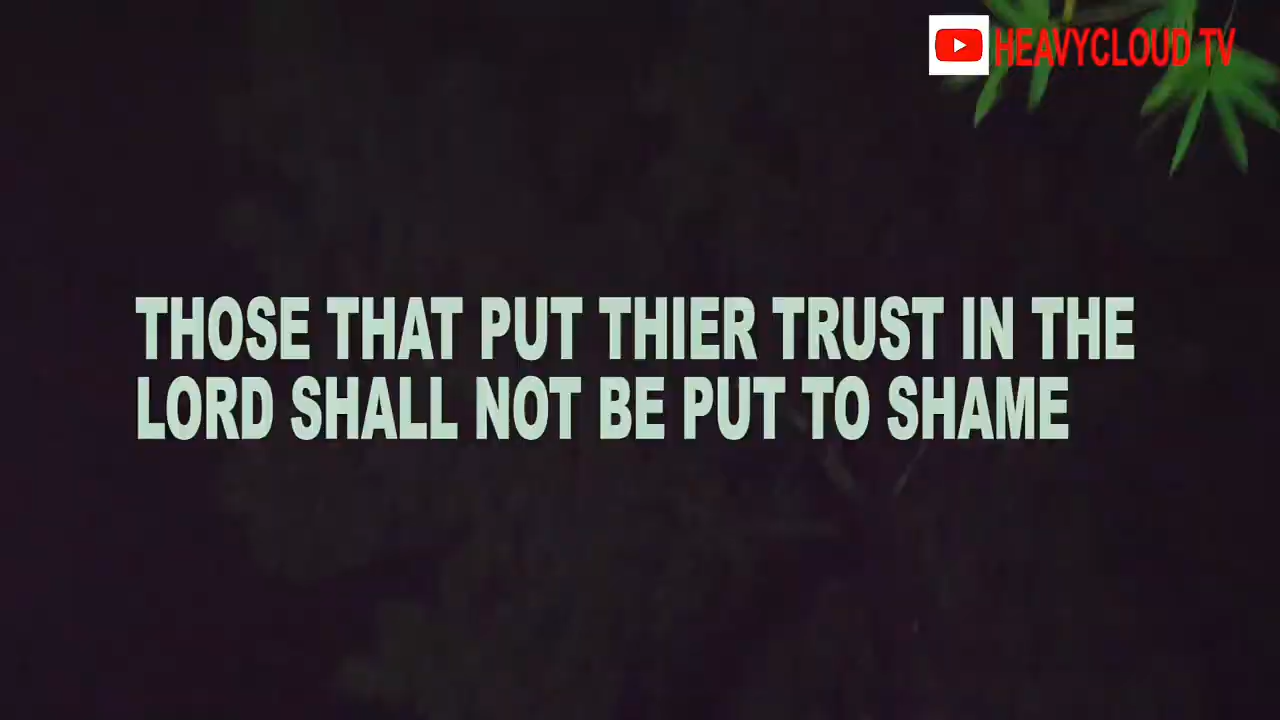 HEAVYCLOUD TV
THOSE THAT PUT THIER TRUST IN THE
LORD SHALL NOT BE PUT TO SHAME